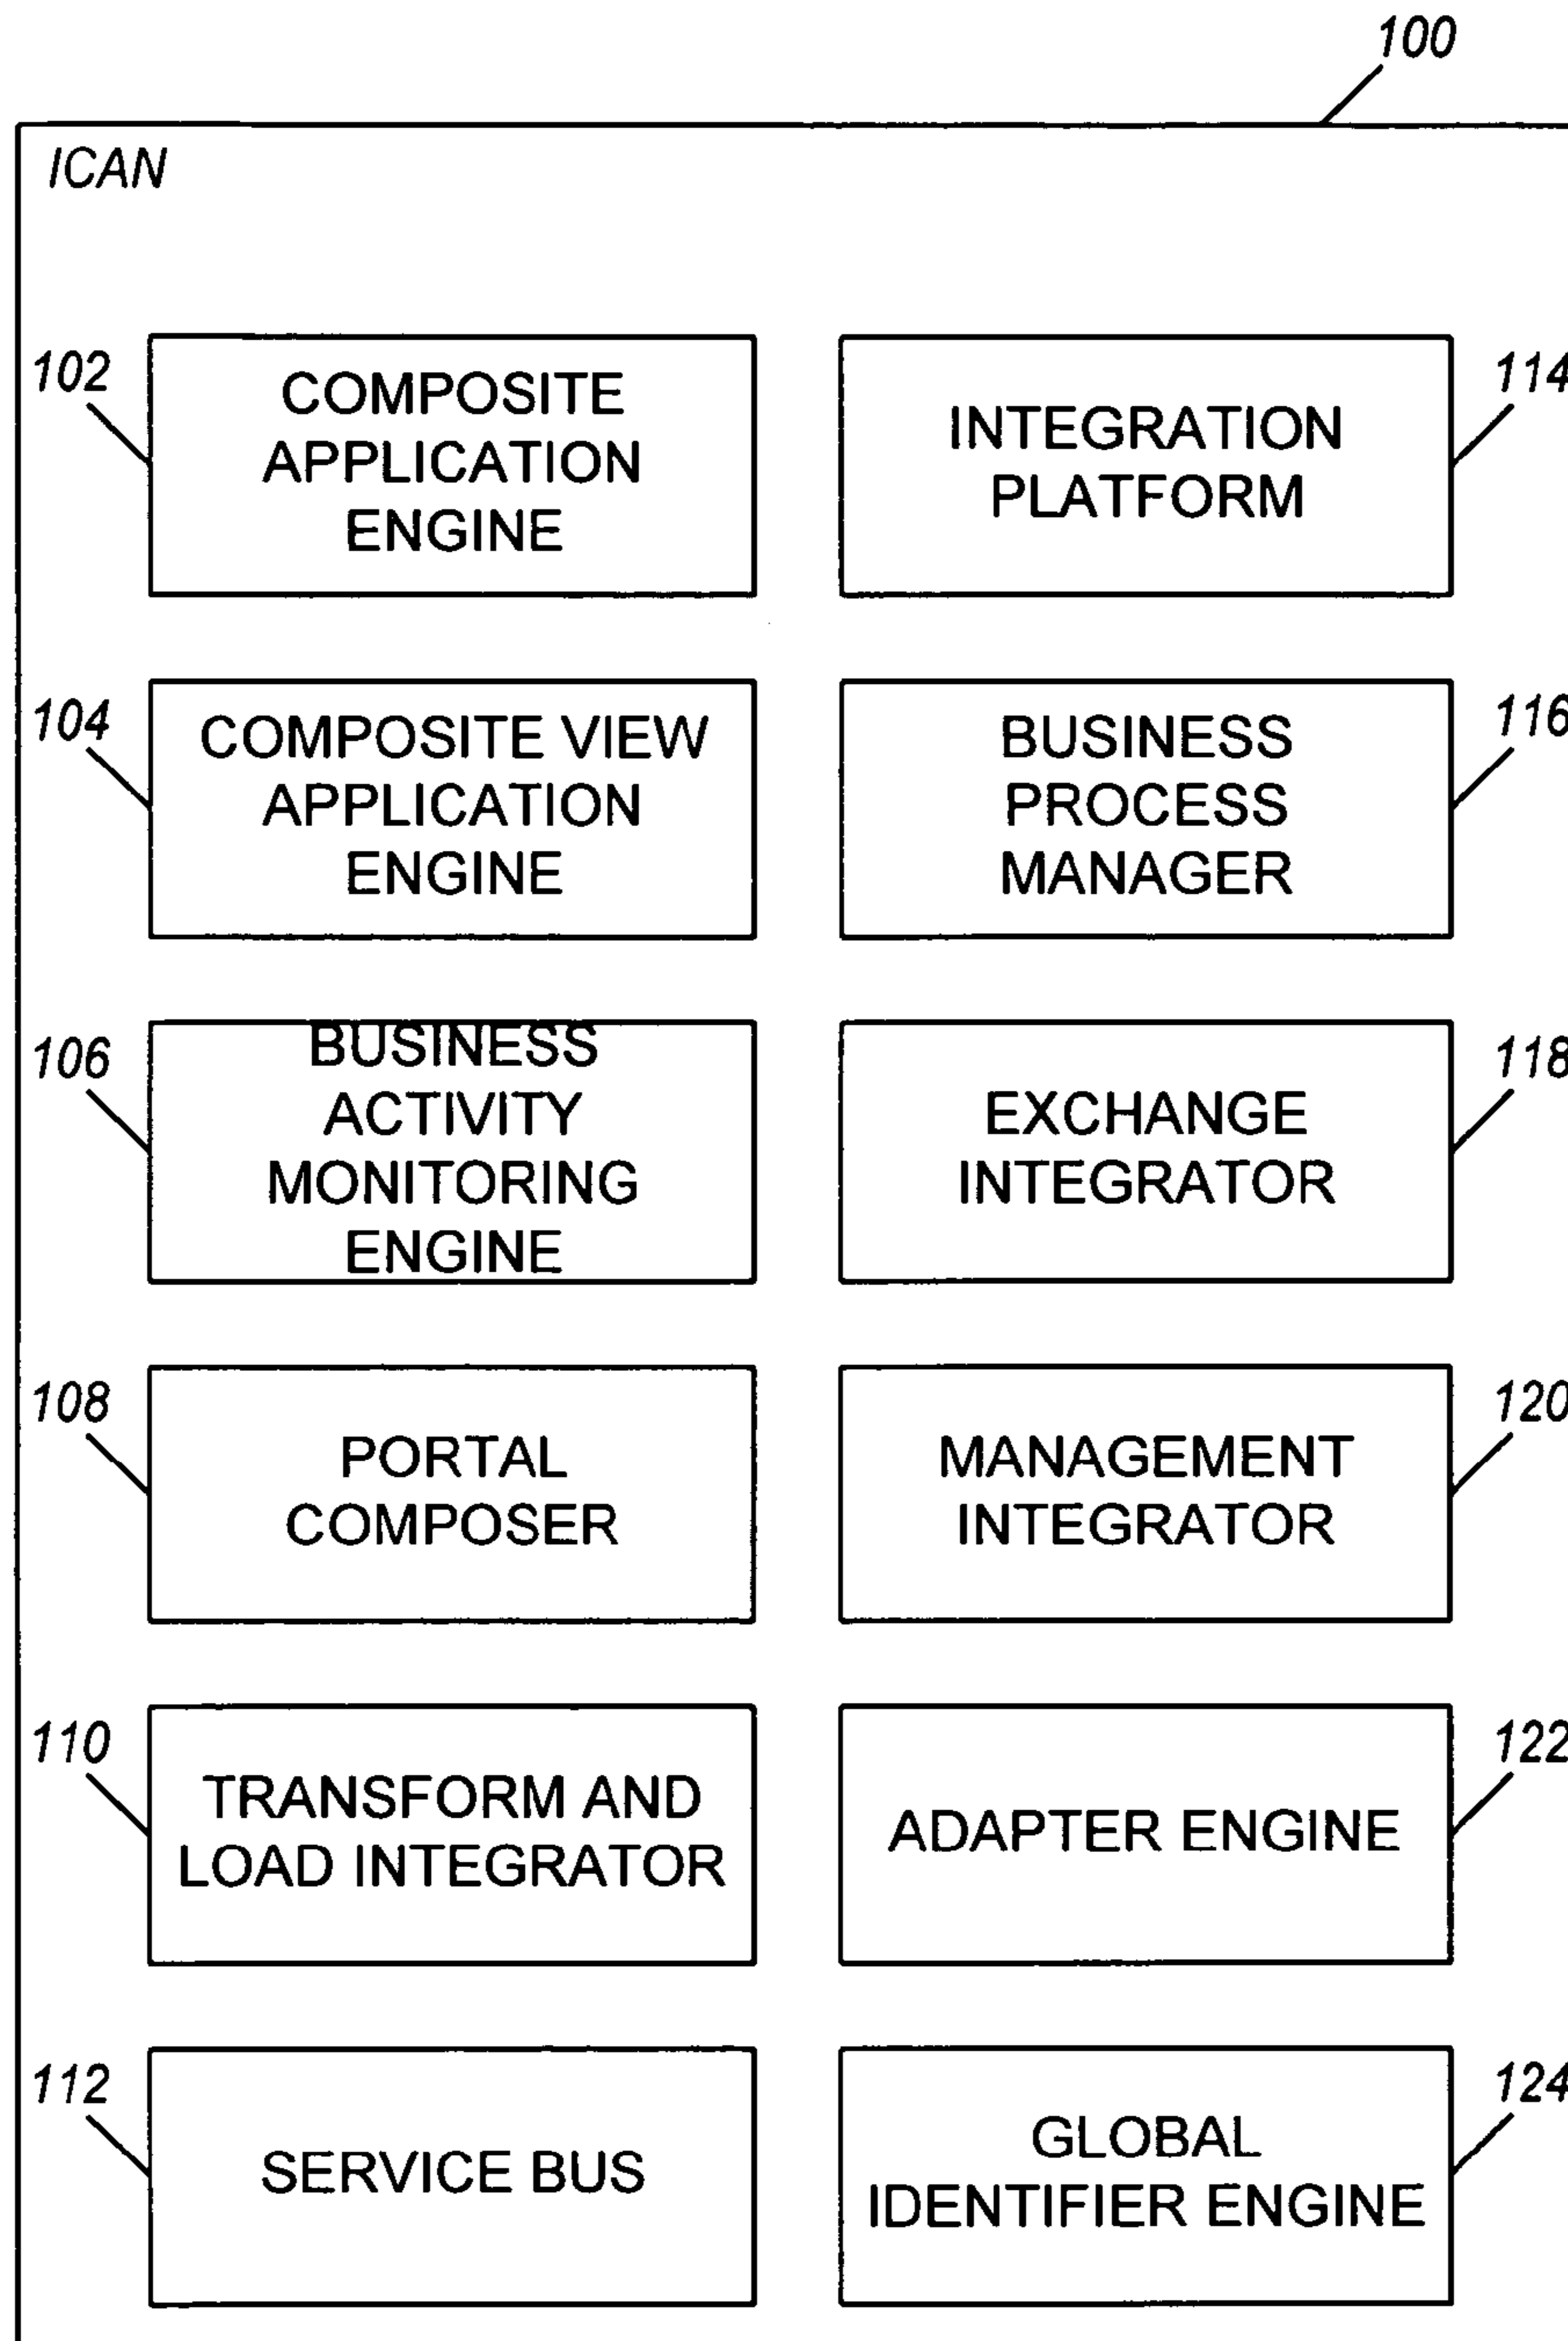 100
ICAN
102
COMPOSITE
APPLICATION
ENGINE
INTEGRATION
PLATFORM
114
104
COMPOSITE VIEW
APPLICATION
ENGINE
BUSINESS
PROCESS
MANAGER
116
106
BUSINESS
ACTIVITY
MONITORING
ENGINE
EXCHANGE
INTEGRATOR
118
108
PORTAL
COMPOSER
MANAGEMENT
INTEGRATOR
120
110
TRANSFORM AND
LOAD INTEGRATOR
ADAPTER ENGINE
122
112
SERVICE BUS
GLOBAL
IDENTIFIER ENGINE
124